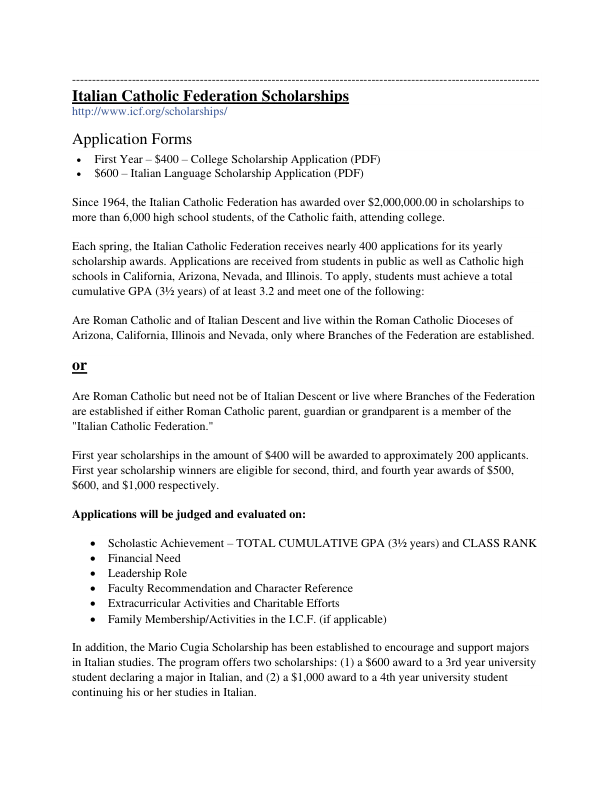 --------------------------------------------------------------------------------------------------------------------
Italian Catholic Federation Scholarships
http://www.icf.org/scholarships/
Application Forms
• First Year – $400 – College Scholarship Application (PDF)
• $600 – Italian Language Scholarship Application (PDF)
Since 1964, the Italian Catholic Federation has awarded over $2,000,000.00 in scholarships to
more than 6,000 high school students, of the Catholic faith, attending college.
Each spring, the Italian Catholic Federation receives nearly 400 applications for its yearly
scholarship awards. Applications are received from students in public as well as Catholic high
schools in California, Arizona, Nevada, and Illinois. To apply, students must achieve a total
cumulative GPA (3½ years) of at least 3.2 and meet one of the following:
Are Roman Catholic and of Italian Descent and live within the Roman Catholic Dioceses of
Arizona, California, Illinois and Nevada, only where Branches of the Federation are established.
or
Are Roman Catholic but need not be of Italian Descent or live where Branches of the Federation
are established if either Roman Catholic parent, guardian or grandparent is a member of the
"Italian Catholic Federation."
First year scholarships in the amount of $400 will be awarded to approximately 200 applicants.
First year scholarship winners are eligible for second, third, and fourth year awards of $500,
$600, and $1,000 respectively.
Applications will be judged and evaluated on:
• Scholastic Achievement – TOTAL CUMULATIVE GPA (3½ years) and CLASS RANK
• Financial Need
• Leadership Role
• Faculty Recommendation and Character Reference
• Extracurricular Activities and Charitable Efforts
• Family Membership/Activities in the I.C.F. (if applicable)
In addition, the Mario Cugia Scholarship has been established to encourage and support majors
in Italian studies. The program offers two scholarships: (1) a $600 award to a 3rd year university
student declaring a major in Italian, and (2) a $1,000 award to a 4th year university student
continuing his or her studies in Italian.